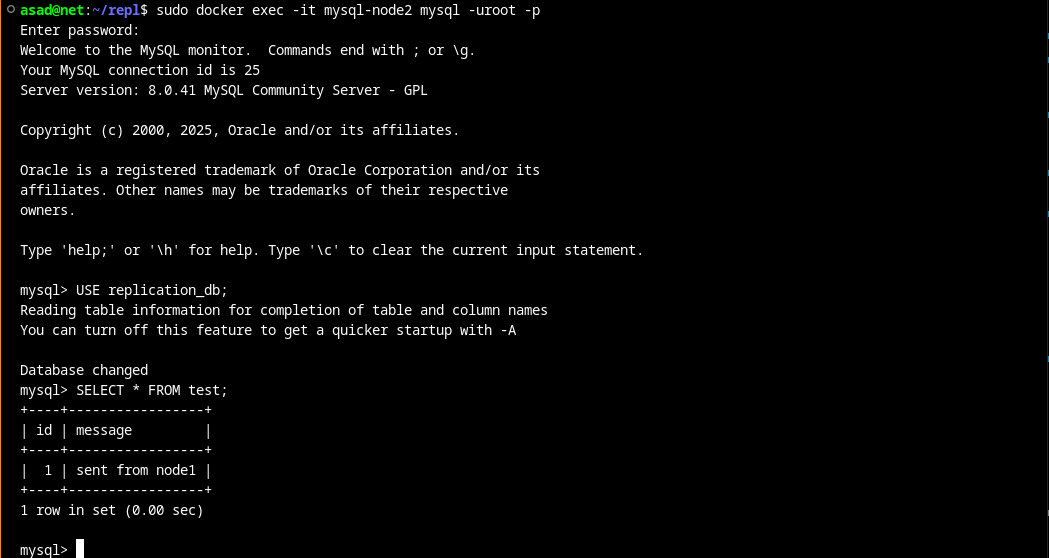 asad@net:~/repl$ sudo docker exec -it mysql-node2 mysql -uroot -p
Enter password:
Welcome to the MySQL monitor.  Commands end with ; or \g.
Your MySQL connection id is 25
Server version: 8.0.41 MySQL Community Server - GPL

Copyright (c) 2000, 2025, Oracle and/or its affiliates.

Oracle is a registered trademark of Oracle Corporation and/or its
affiliates. Other names may be trademarks of their respective
owners.

Type 'help;' or '\h' for help. Type '\c' to clear the current input statement.

mysql> USE replication_db;
Reading table information for completion of table and column names
You can turn off this feature to get a quicker startup with -A

Database changed
mysql> SELECT * FROM test;
+----+-----------------+
| id | message         |
+----+-----------------+
|  1 | sent from node1 |
+----+-----------------+
1 row in set (0.00 sec)

mysql>